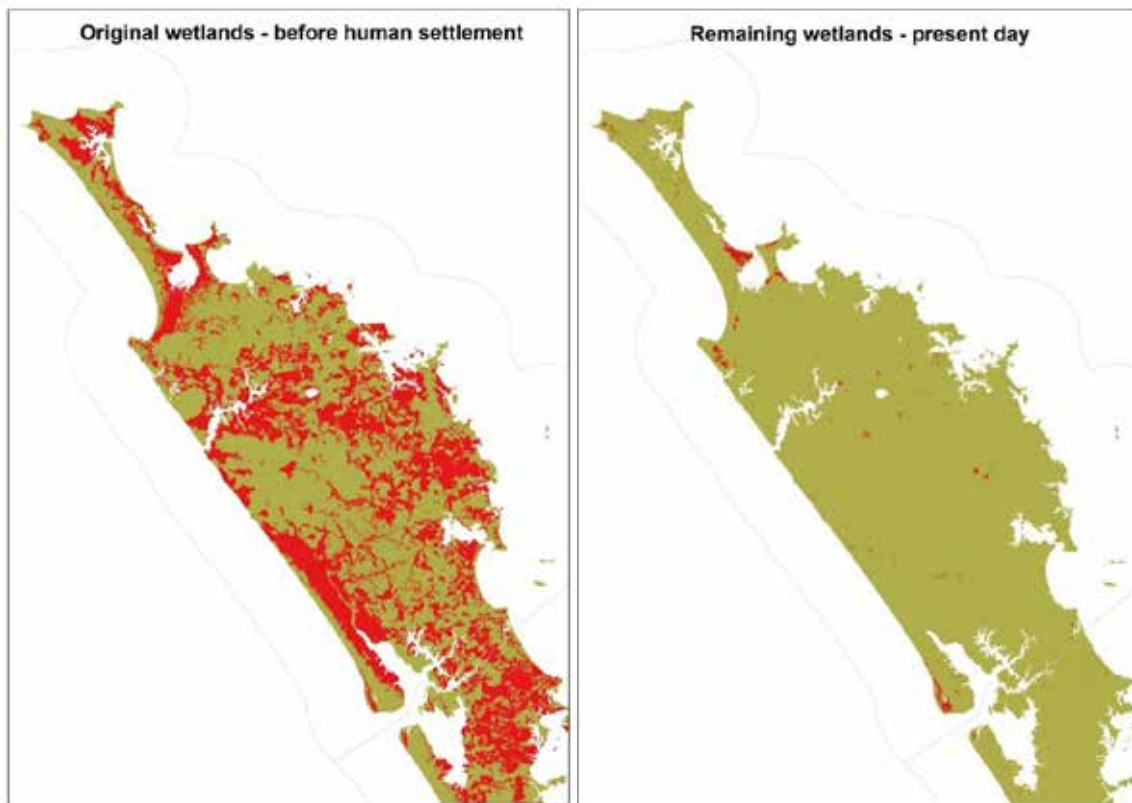 Original wetlands - before human settlement
Remaining wetlands - present day